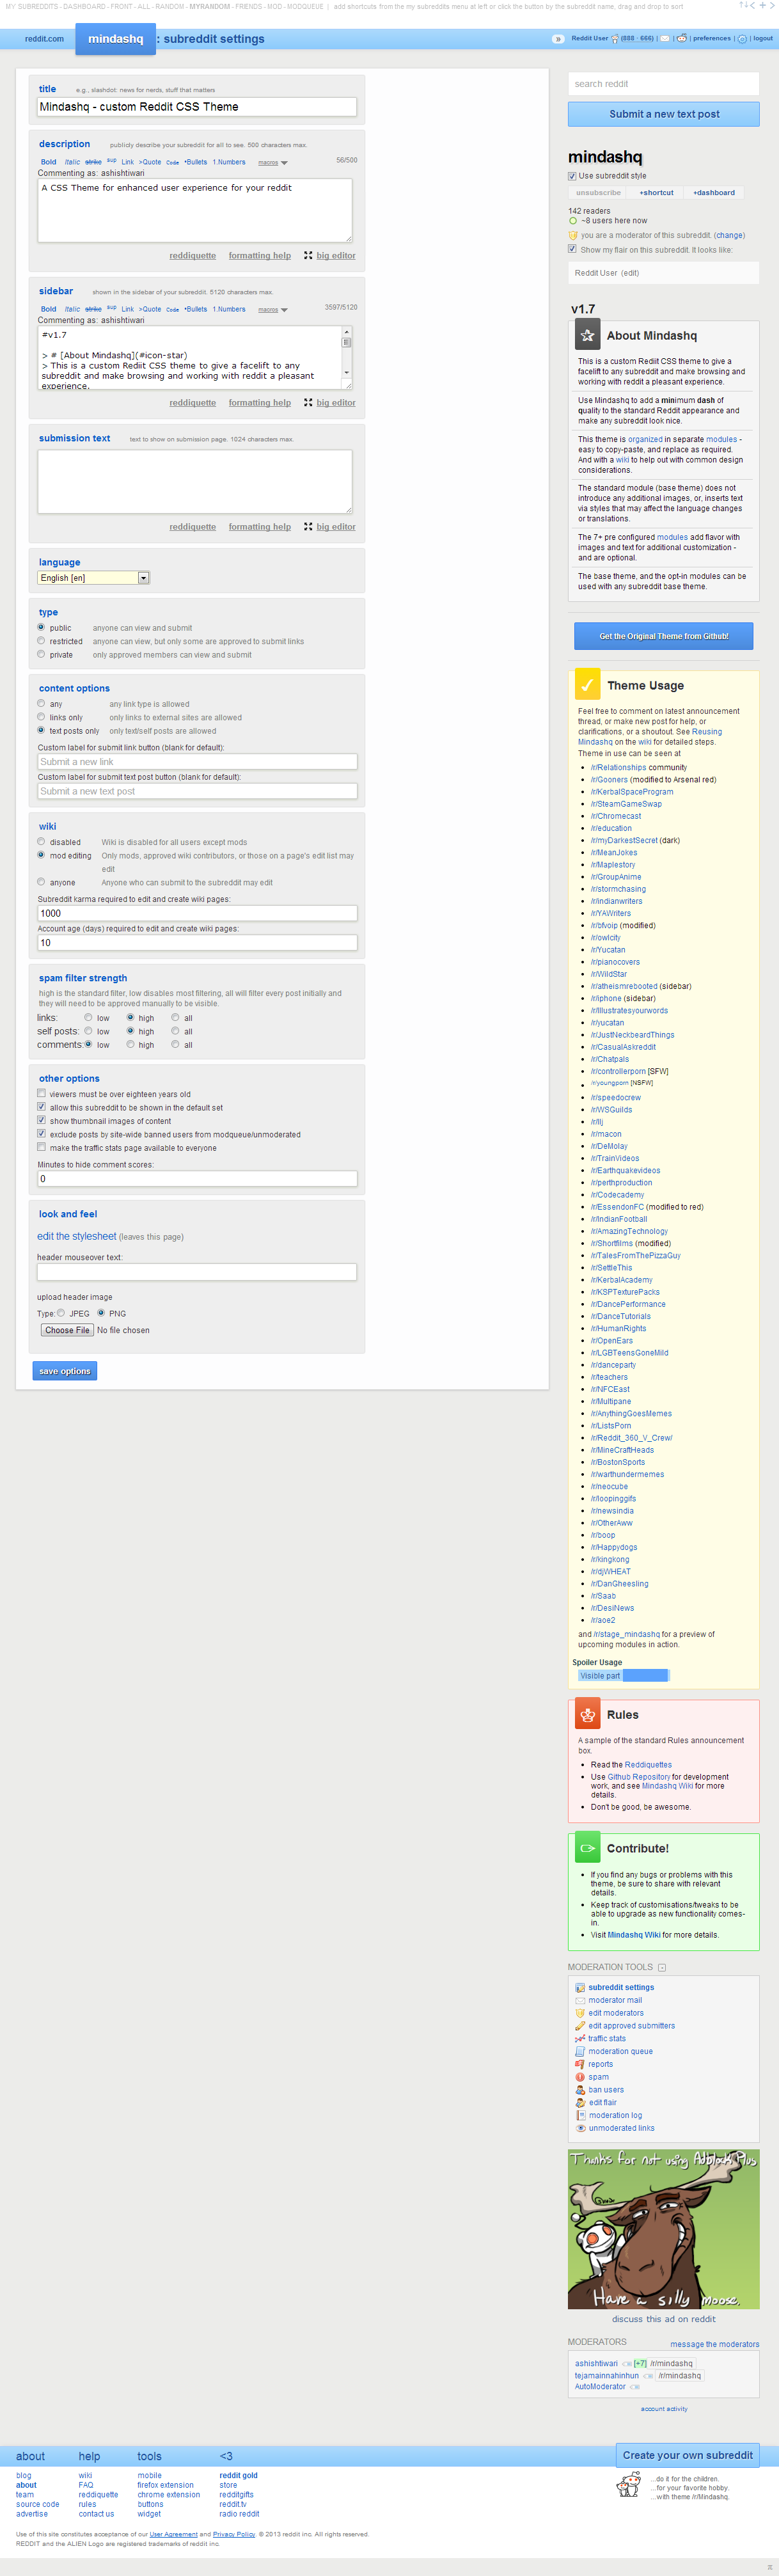 MY SUBREDDITS - DASHBOARD - FRONT - ALL - RANDOM - MYRANDOM - FRIENDS - MOD - MODQUEUE | add shortcuts from the my subreddits menu at left or click the button by the subreddit name, drag and drop to sort
reddit.com mindashq : subreddit settings
» Reddit User (888 · 666) | | | preferences | | logout
title e.g., slashdot: news for nerds, stuff that matters
Mindashq - custom Reddit CSS Theme
description publicly describe your subreddit for all to see. 500 characters max.
Bold Italic strike sup Link >Quote Code •Bullets 1.Numbers macros 56/500
Commenting as: ashishtiwari
A CSS Theme for enhanced user experience for your reddit
reddiquette formatting help big editor
sidebar shown in the sidebar of your subreddit. 5120 characters max.
Bold Italic strike sup Link >Quote Code •Bullets 1.Numbers macros 3597/5120
Commenting as: ashishtiwari
#v1.7
> # [About Mindashq](#icon-star)
> This is a custom Rediit CSS theme to give a facelift to any subreddit and make browsing and working with reddit a pleasant experience.
reddiquette formatting help big editor
submission text text to show on submission page. 1024 characters max.
reddiquette formatting help big editor
language
English [en]
type
public anyone can view and submit
restricted anyone can view, but only some are approved to submit links
private only approved members can view and submit
content options
any any link type is allowed
links only only links to external sites are allowed
text posts only only text/self posts are allowed
Custom label for submit link button (blank for default):
Submit a new link
Custom label for submit text post button (blank for default):
Submit a new text post
wiki
disabled Wiki is disabled for all users except mods
mod editing Only mods, approved wiki contributors, or those on a page's edit list may
edit
anyone Anyone who can submit to the subreddit may edit
Subreddit karma required to edit and create wiki pages:
1000
Account age (days) required to edit and create wiki pages:
10
spam filter strength
high is the standard filter, low disables most filtering, all will filter every post initially and
they will need to be approved manually to be visible.
links: low high all
self posts: low high all
comments: low high all
other options
viewers must be over eighteen years old
allow this subreddit to be shown in the default set
show thumbnail images of content
exclude posts by site-wide banned users from modqueue/unmoderated
make the traffic stats page available to everyone
Minutes to hide comment scores:
0
look and feel
edit the stylesheet (leaves this page)
header mouseover text:
upload header image
Type: JPEG PNG
Choose File No file chosen
save options
search reddit
Submit a new text post
mindashq
Use subreddit style
unsubscribe +shortcut +dashboard
142 readers
~8 users here now
you are a moderator of this subreddit. (change)
Show my flair on this subreddit. It looks like:
Reddit User (edit)
v1.7
About Mindashq
This is a custom Rediit CSS theme to give a
facelift to any subreddit and make browsing and
working with reddit a pleasant experience.
Use Mindashq to add a minimum dash of
quality to the standard Reddit appearance and
make any subreddit look nice.
This theme is organized in separate modules -
easy to copy-paste, and replace as required.
And with a wiki to help out with common design
considerations.
The standard module (base theme) does not
introduce any additional images, or, inserts text
via styles that may affect the language changes
or translations.
The 7+ pre configured modules add flavor with
images and text for additional customization -
and are optional.
The base theme, and the opt-in modules can be
used with any subreddit base theme.
Get the Original Theme from Github!
Theme Usage
Feel free to comment on latest announcement
thread, or make new post for help, or
clarifications, or a shoutout. See Reusing
Mindashq on the wiki for detailed steps.
Theme in use can be seen at
/r/Relationships community
/r/Gooners (modified to Arsenal red)
/r/KerbalSpaceProgram
/r/SteamGameSwap
/r/Chromecast
/r/education
/r/myDarkestSecret (dark)
/r/MeanJokes
/r/Maplestory
/r/GroupAnime
/r/stormchasing
/r/indianwriters
/r/YAWriters
/r/bfvoip (modified)
/r/owlcity
/r/Yucatan
/r/pianocovers
/r/WildStar
/r/atheismrebooted (sidebar)
/r/iphone (sidebar)
/r/Illustratesyourwords
/r/yucatan
/r/JustNeckbeardThings
/r/CasualAskreddit
/r/Chatpals
/r/controllerporn [SFW]
/r/youngporn [NSFW]
/r/speedocrew
/r/WSGuilds
/r/macon
/r/DeMolay
/r/TrainVideos
/r/Earthquakevideos
/r/perthproduction
/r/Codecademy
/r/EssendonFC (modified to red)
/r/IndianFootball
/r/AmazingTechnology
/r/Shortfilms (modified)
/r/TalesFromThePizzaGuy
/r/SettleThis
/r/KerbalAcademy
/r/KSPTexturePacks
/r/DancePerformance
/r/DanceTutorials
/r/HumanRights
/r/OpenEars
/r/LGBTeensGoneMild
/r/danceparty
/r/teachers
/r/NFCEast
/r/Multipane
/r/AnythingGoesMemes
/r/ListsPorn
/r/Reddit_360_V_Crew/
/r/MineCraftHeads
/r/BostonSports
/r/warthundermemes
/r/neocube
/r/loopinggifs
/r/newsindia
/r/OtherAww
/r/boop
/r/Happydogs
/r/kingkong
/r/djWHEAT
/r/DanGheesling
/r/Saab
/r/DesiNews
/r/aoe2
and /r/stage_mindashq for a preview of
upcoming modules in action.
Spoiler Usage
Visible part
Rules
A sample of the standard Rules announcement
box.
Read the Reddiquettes
Use Github Repository for development
work, and see Mindashq Wiki for more
details.
Don't be good, be awesome.
Contribute!
If you find any bugs or problems with this
theme, be sure to share with relevant
details.
Keep track of customisations/tweaks to be
able to upgrade as new functionality comes-
in.
Visit Mindashq Wiki for more details.
MODERATION TOOLS
subreddit settings
moderator mail
edit moderators
edit approved submitters
traffic stats
moderation queue
reports
spam
ban users
edit flair
moderation log
unmoderated links
Thanks for not using Adblock Plus
Have a silly moose.
discuss this ad on reddit
MODERATORS message the moderators
ashishtiwari [+7] /r/mindashq
tejamainnahinhun /r/mindashq
AutoModerator
account activity
about help tools <3
blog wiki mobile reddit gold
about FAQ firefox extension store
team reddiquette chrome extension redditgifts
source code rules buttons reddit.tv
advertise contact us widget radio reddit
Create your own subreddit
...do it for the children.
...for your favorite hobby.
...with theme /r/Mindashq.
Use of this site constitutes acceptance of our User Agreement and Privacy Policy. © 2013 reddit inc. All rights reserved.
REDDIT and the ALIEN Logo are registered trademarks of reddit inc.
π